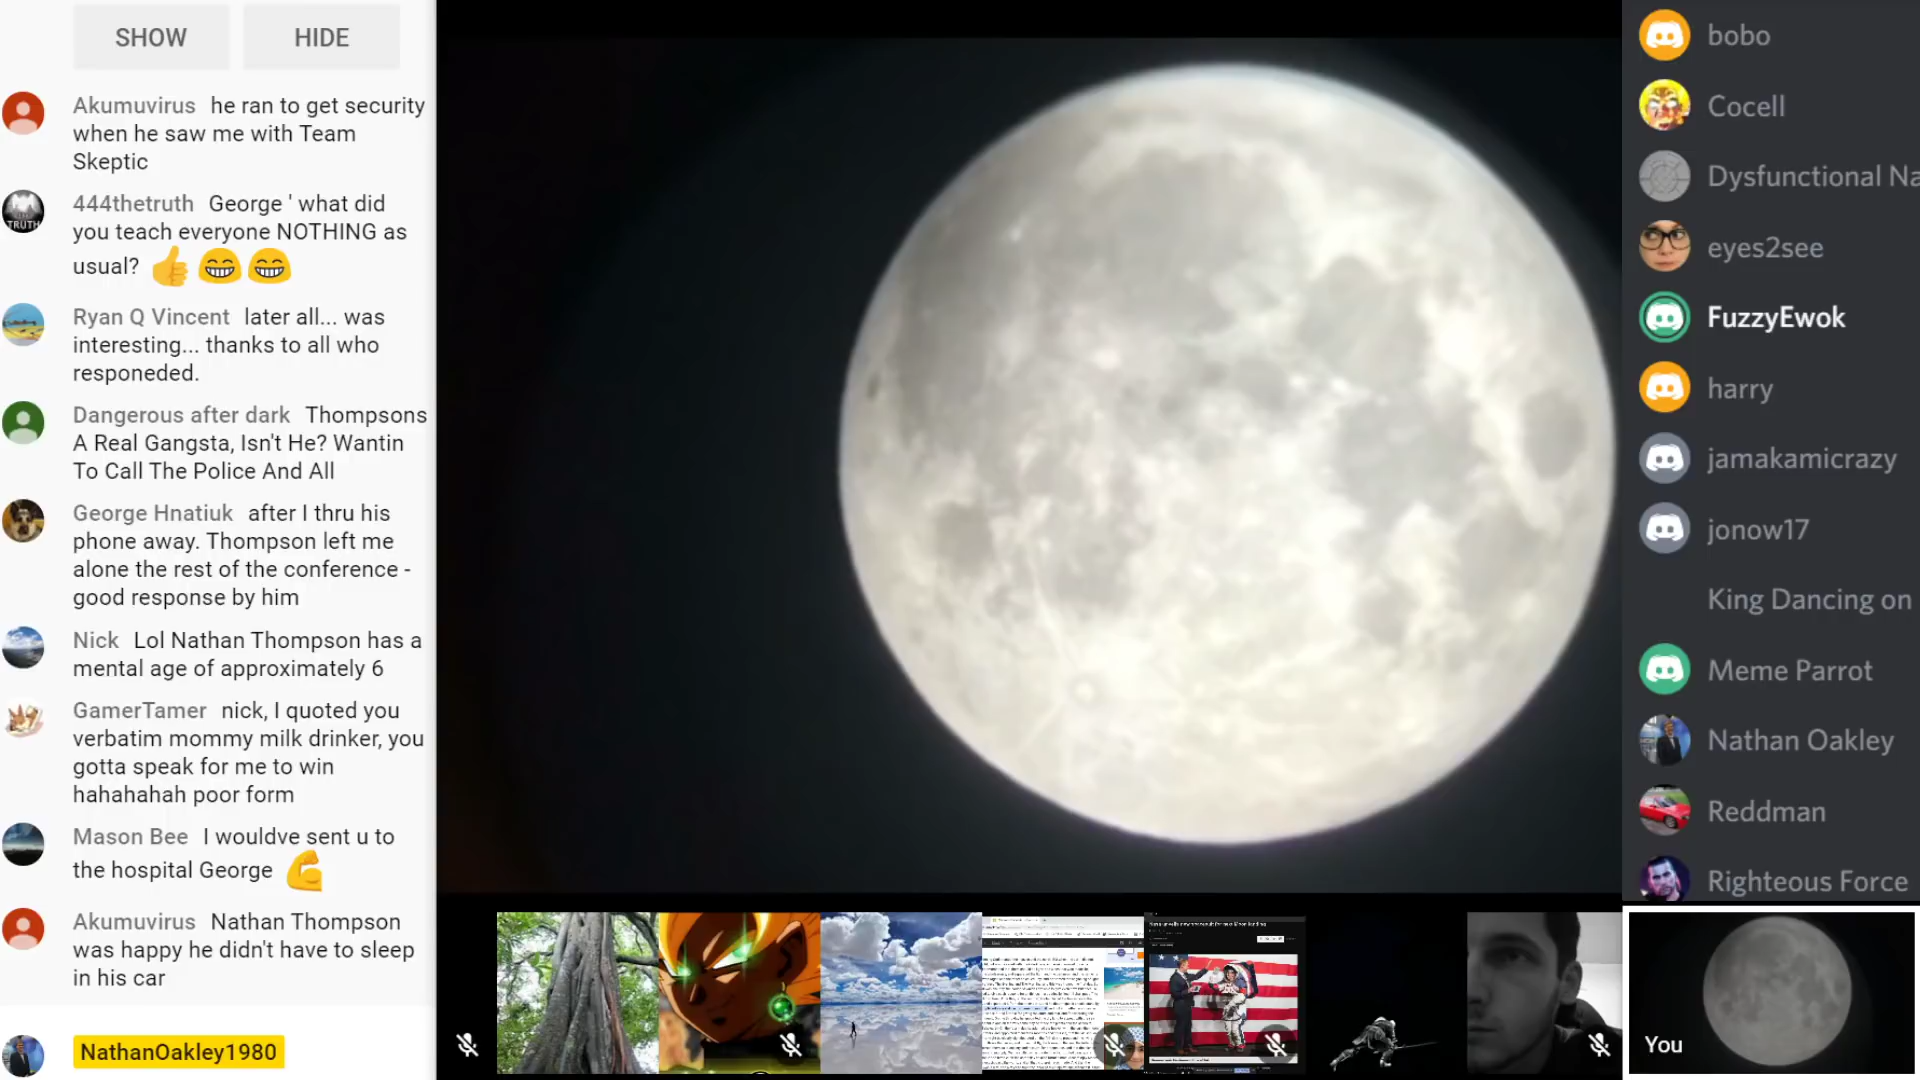 SHOW HIDE
Akumuvirus he ran to get security
when he saw me with Team
Skeptic
444thetruth George ' what did
you teach everyone NOTHING as
usual?
Ryan Q Vincent later all... was
interesting... thanks to all who
responeded.
Dangerous after dark Thompsons
A Real Gangsta, Isn't He? Wantin
To Call The Police And All
George Hnatiuk after I thru his
phone away. Thompson left me
alone the rest of the conference -
good response by him
Nick Lol Nathan Thompson has a
mental age of approximately 6
GamerTamer nick, I quoted you
verbatim mommy milk drinker, you
gotta speak for me to win
hahahahah poor form
Mason Bee I wouldve sent u to
the hospital George
Akumuvirus Nathan Thompson
was happy he didn't have to sleep
in his car
NathanOakley1980
TRUTH
bobo
Cocell
Dysfunctional Na
eyes2see
FuzzyEwok
harry
jamakamicrazy
jonow17
King Dancing on
Meme Parrot
Nathan Oakley
Reddman
Righteous Force
You